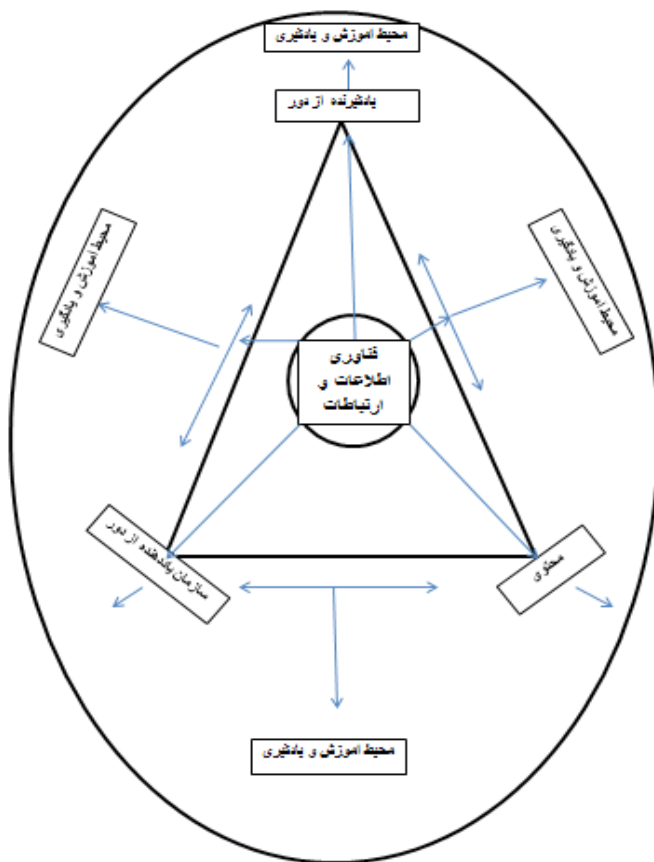 محیط اموزش و یادگیری
یادگیرنده از دور
محیط اموزش و یادگیری
محیط اموزش و یادگیری
فناوری
اطلاعات و
ارتباطات
سازمان یاددهنده از دور
محتوی
محیط اموزش و یادگیری